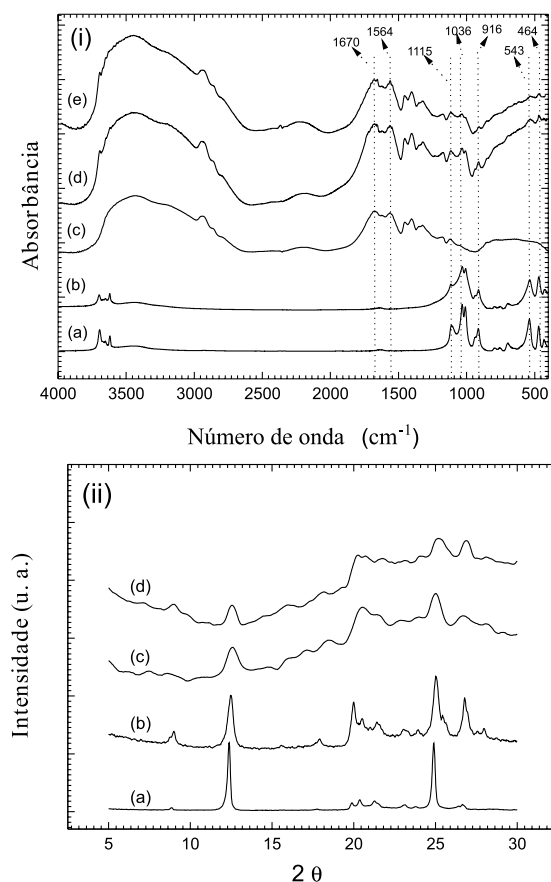 (i)
1670
1564
1115
1036
916
543
464
(e)
(d)
(c)
(b)
(a)
Absorbância
4000 3500 3000 2500 2000 1500 1000 500
Número de onda (cm⁻¹)
(ii)
(d)
(c)
(b)
(a)
Intensidade (u. a.)
5 10 15 20 25 30
2 θ